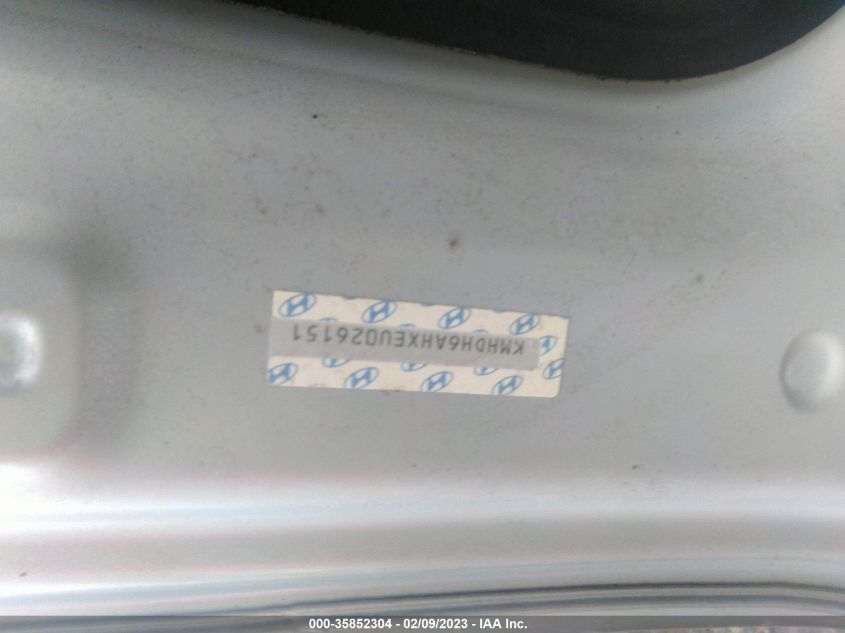 KMHDH6AHXEU026151
000-35852304 - 02/09/2023 - IAA Inc.